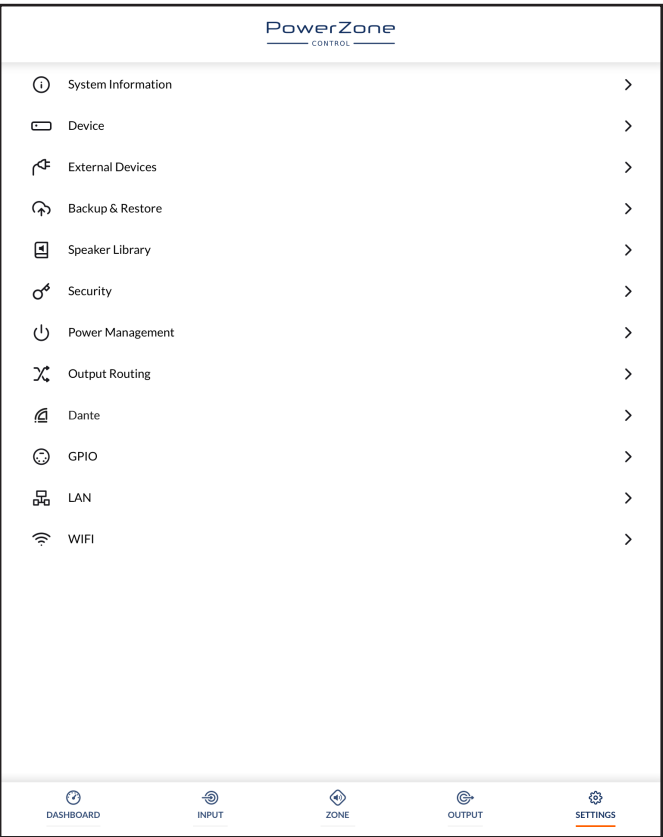 PowerZone
CONTROL
System Information
Device
External Devices
Backup & Restore
Speaker Library
Security
Power Management
Output Routing
Dante
GPIO
LAN
WIFI
DASHBOARD INPUT ZONE OUTPUT SETTINGS